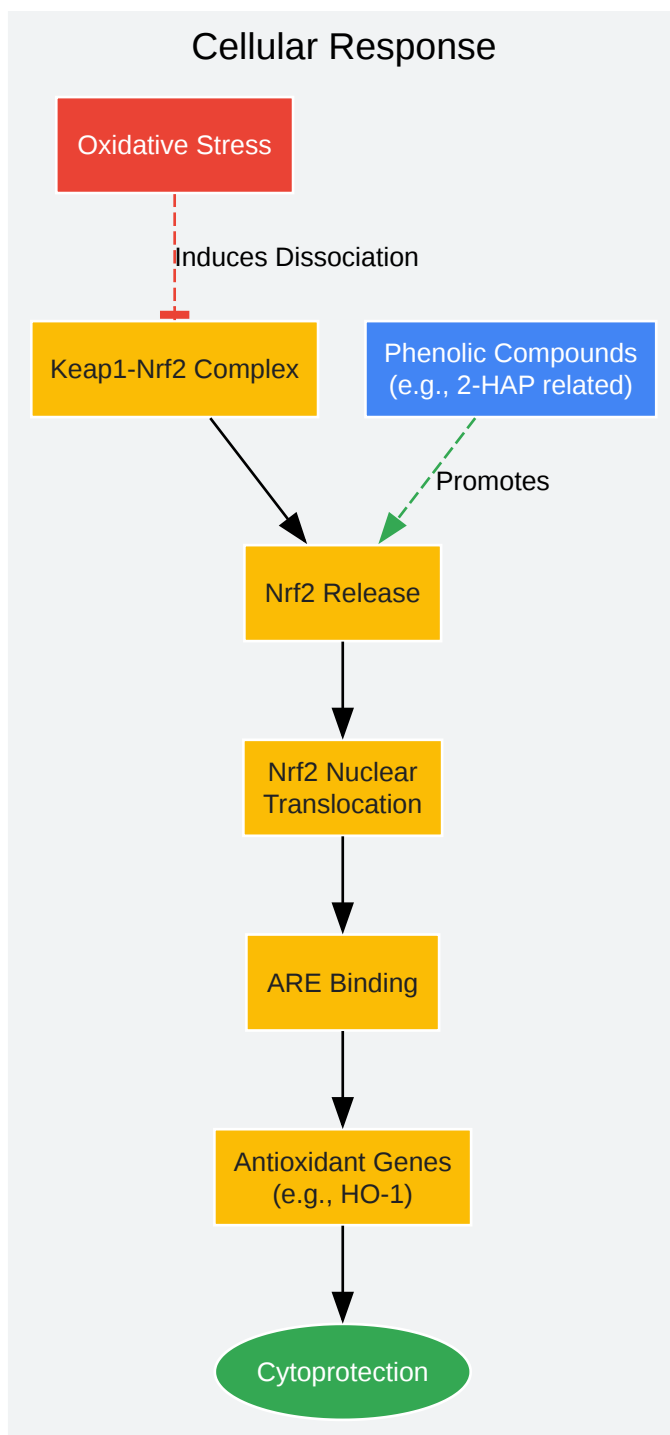 Cellular Response
Oxidative Stress
Induces Dissociation
Keap1-Nrf2 Complex
Phenolic Compounds
(e.g., 2-HAP related)
Promotes
Nrf2 Release
Nrf2 Nuclear
Translocation
ARE Binding
Antioxidant Genes
(e.g., HO-1)
Cytoprotection